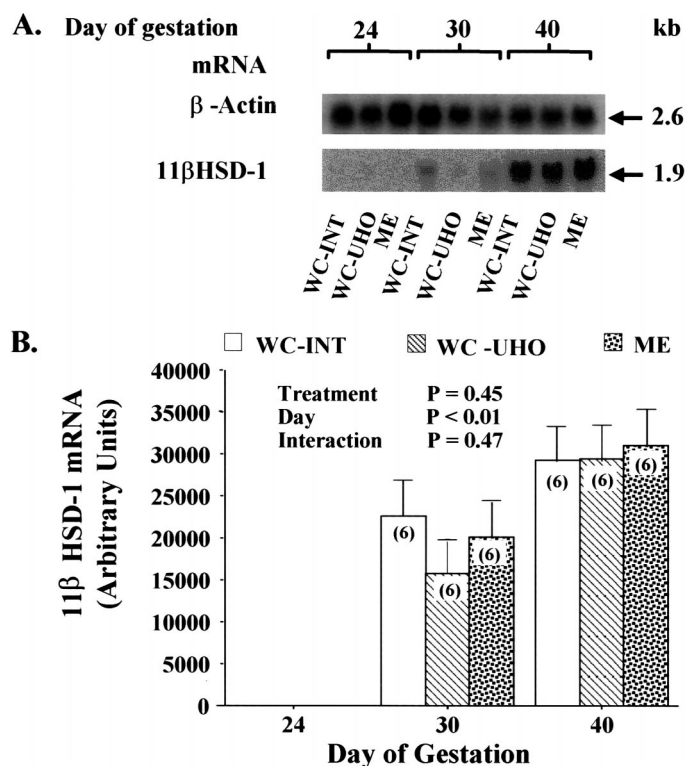 A. Day of gestation 24 30 40 kb
mRNA
β -Actin 2.6
11βHSD-1 1.9
WC-INT WC-UHO ME WC-INT WC-UHO ME WC-INT WC-UHO ME
B. WC-INT WC -UHO ME
40000
35000
30000
25000
20000
15000
10000
5000
0
11β HSD-1 mRNA
(Arbitrary Units)
Treatment P = 0.45
Day P < 0.01
Interaction P = 0.47
(6) (6) (6) (6) (6) (6)
24 30 40
Day of Gestation